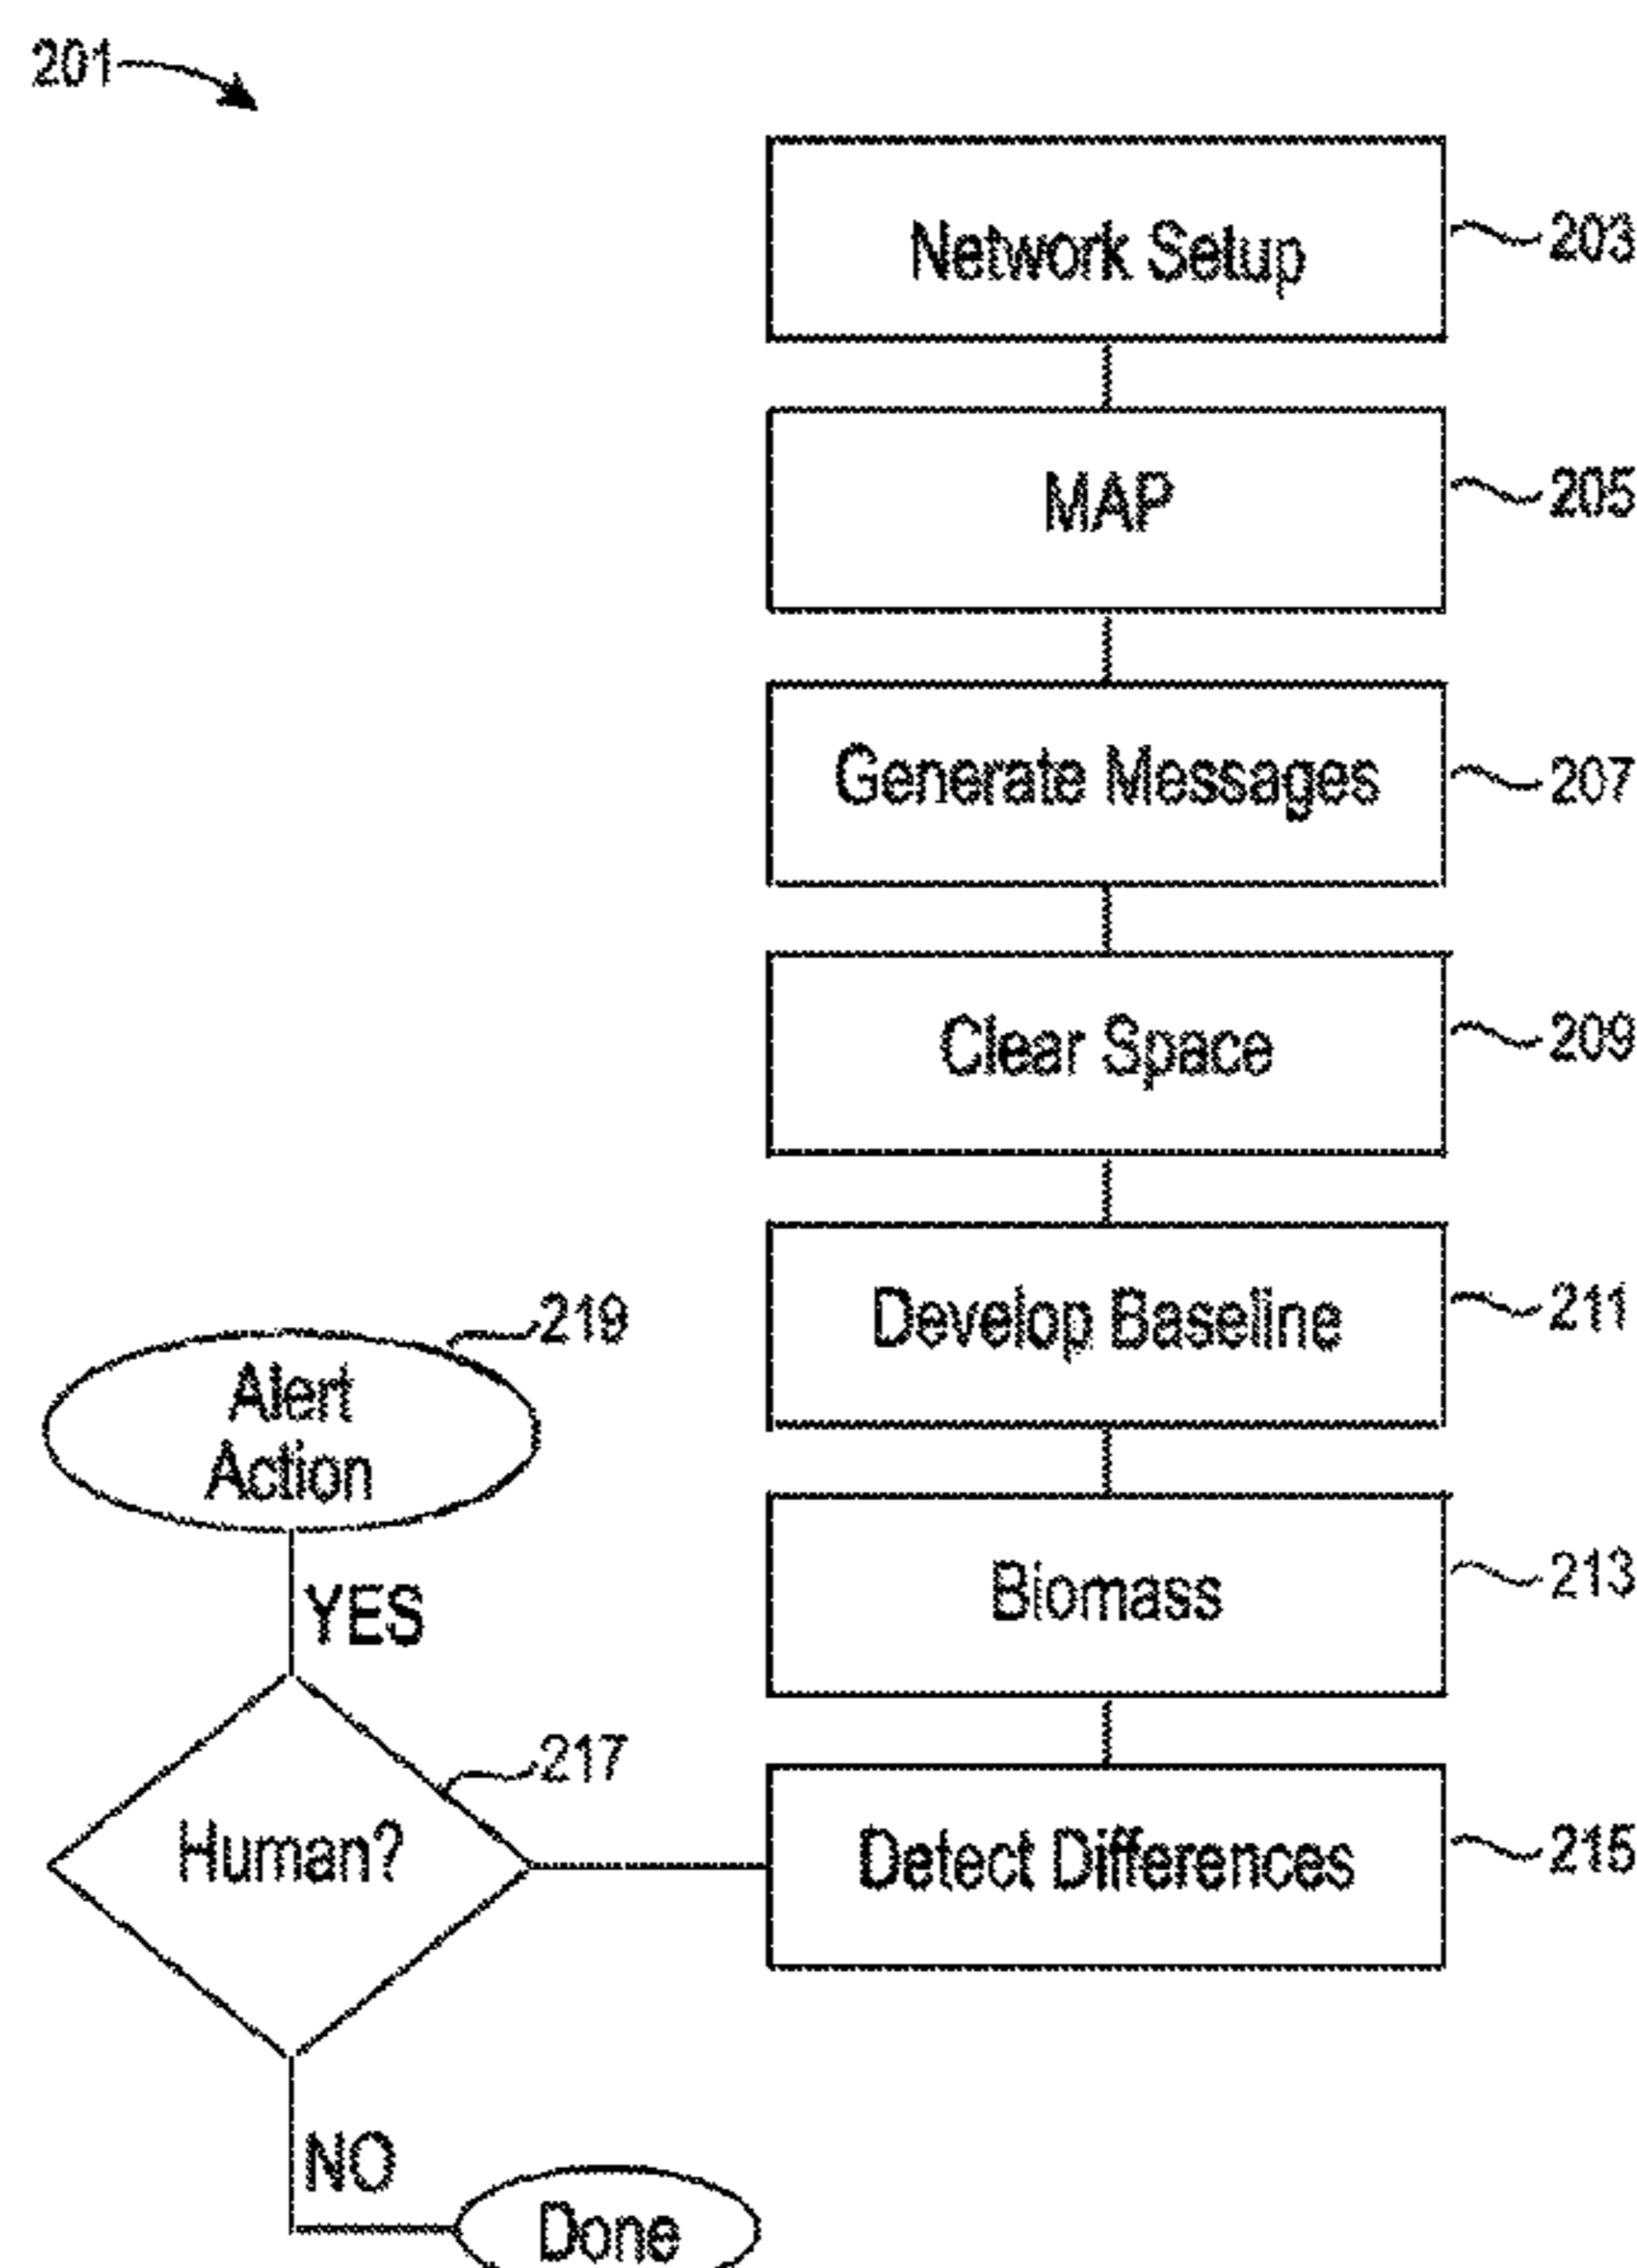 201
Network Setup
203
MAP
205
Generate Messages
207
Clear Space
209
Develop Baseline
211
Biomass
213
Detect Differences
215
Human?
217
YES
Alert
Action
219
NO
Done